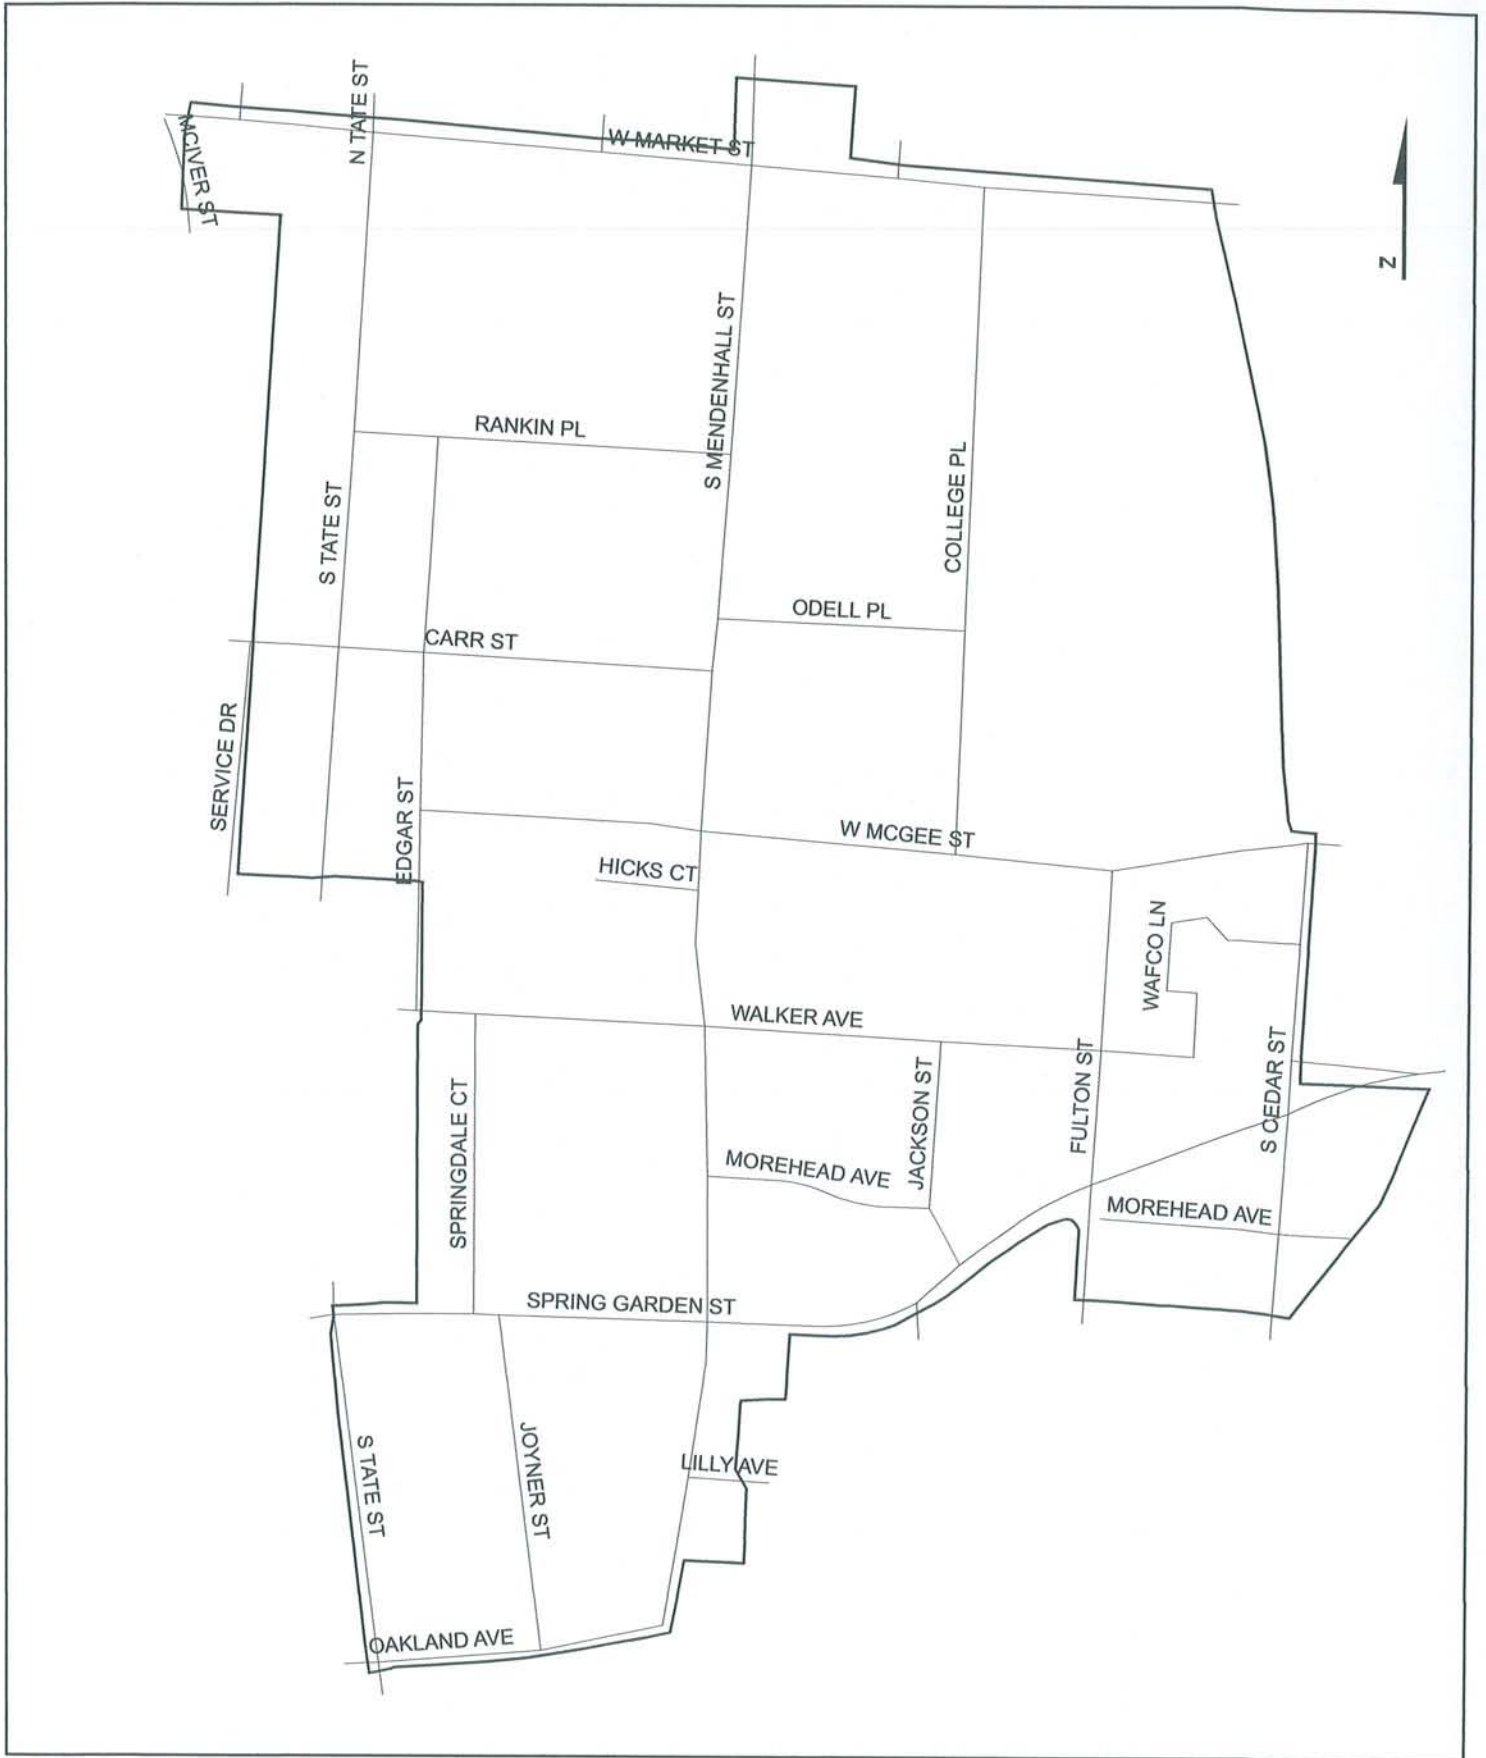 N TATE ST
MCIVER ST
W MARKET ST
N
S MENDENHALL ST
RANKIN PL
COLLEGE PL
S TATE ST
ODELL PL
CARR ST
SERVICE DR
EDGAR ST
W MCGEE ST
HICKS CT
WAFCO LN
WALKER AVE
FULTON ST
S CEDAR ST
JACKSON ST
SPRINGDALE CT
MOREHEAD AVE
MOREHEAD AVE
SPRING GARDEN ST
S TATE ST
JOYNER ST
LILLY AVE
OAKLAND AVE